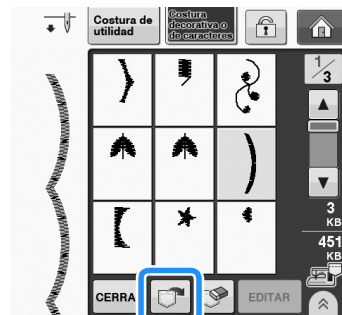 Costura de
utilidad
Costura
decorativa o
de caracteres
1/3
3
KB
451
KB
CERRA
EDITAR